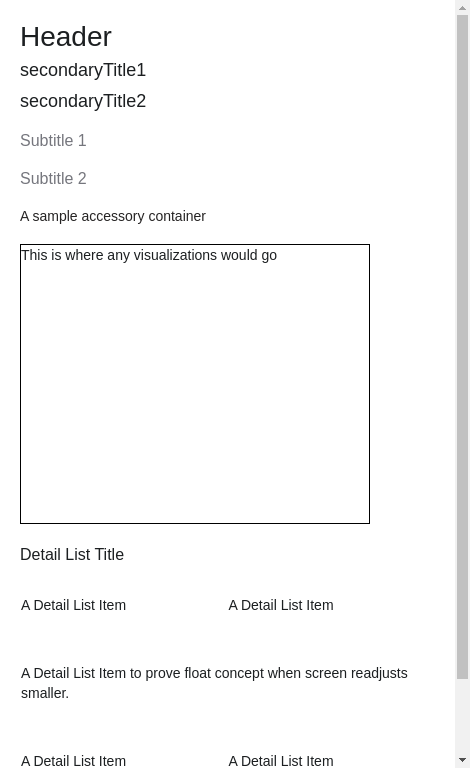 Header
secondaryTitle1
secondaryTitle2
Subtitle 1
Subtitle 2
A sample accessory container
This is where any visualizations would go
Detail List Title
A Detail List Item
A Detail List Item
A Detail List Item to prove float concept when screen readjusts
smaller.
A Detail List Item
A Detail List Item